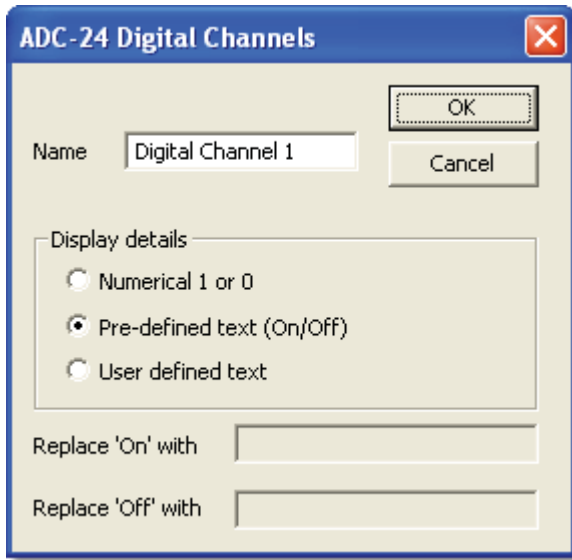 ADC-24 Digital Channels
OK
Name Digital Channel 1
Cancel
Display details
Numerical 1 or 0
Pre-defined text (On/Off)
User defined text
Replace 'On' with
Replace 'Off' with